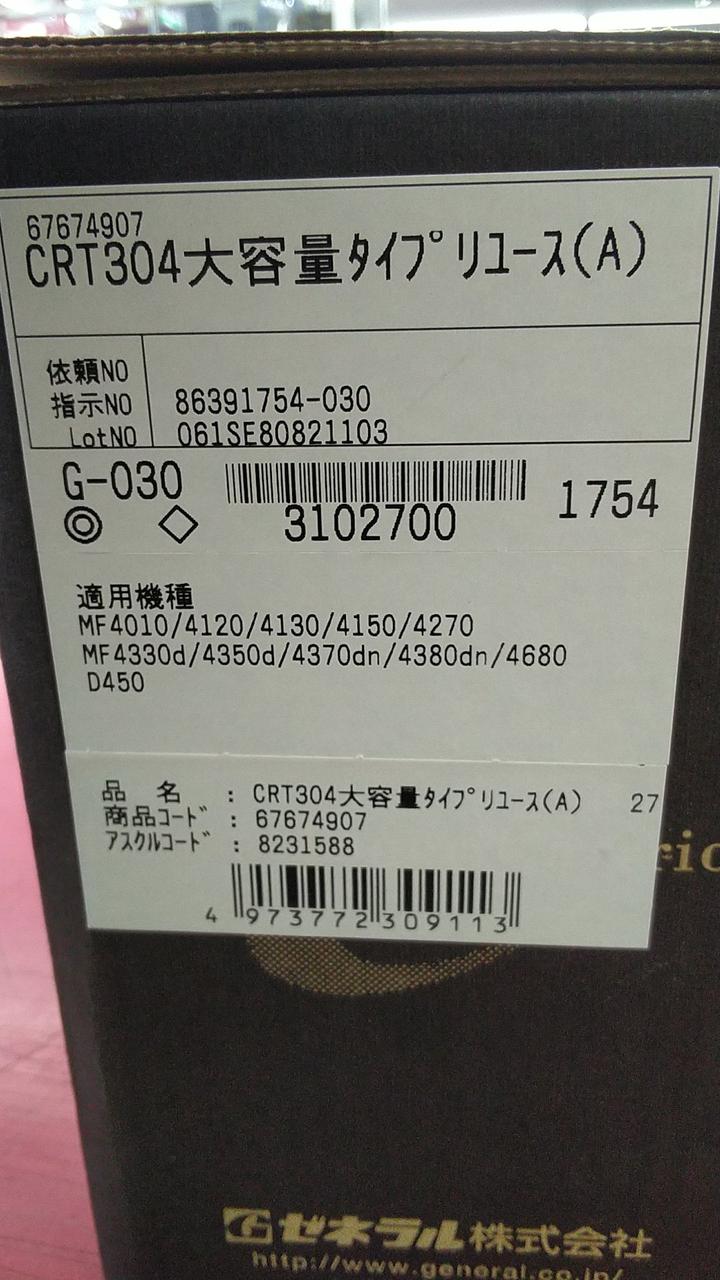 67674907
CRT304大容量ﾀｲﾌﾟﾘﾕｰｽ(A)
依頼NO
指示NO 86391754-030
LotNO 061SE80821103
G-030
◎ ◇ 3102700 1754
適用機種
MF4010/4120/4130/4150/4270
MF4330d/4350d/4370dn/4380dn/4680
D450
品 名 : CRT304大容量ﾀｲﾌﾟﾘﾕｰｽ(A) 27
商品ｺｰﾄﾞ : 67674907
ｱｽｸﾙｺｰﾄﾞ : 8231588
4 973772 309113
G ゼネラル株式会社
http://www.general.co.jp/